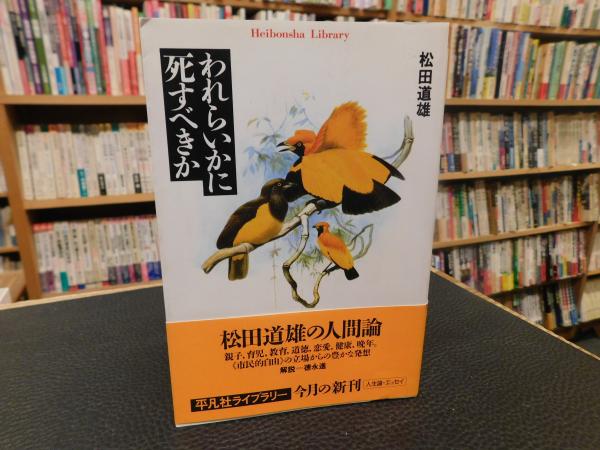 Heibonsha Library
松田道雄
われらいかに
死すべきか
松田道雄の人間論
親子、育児、教育、道徳、恋愛、健康、晩年。
《市民的自由》の立場からの豊かな発想
解説—徳永進
平凡社ライブラリー
今月の新刊
人生論・エッセイ